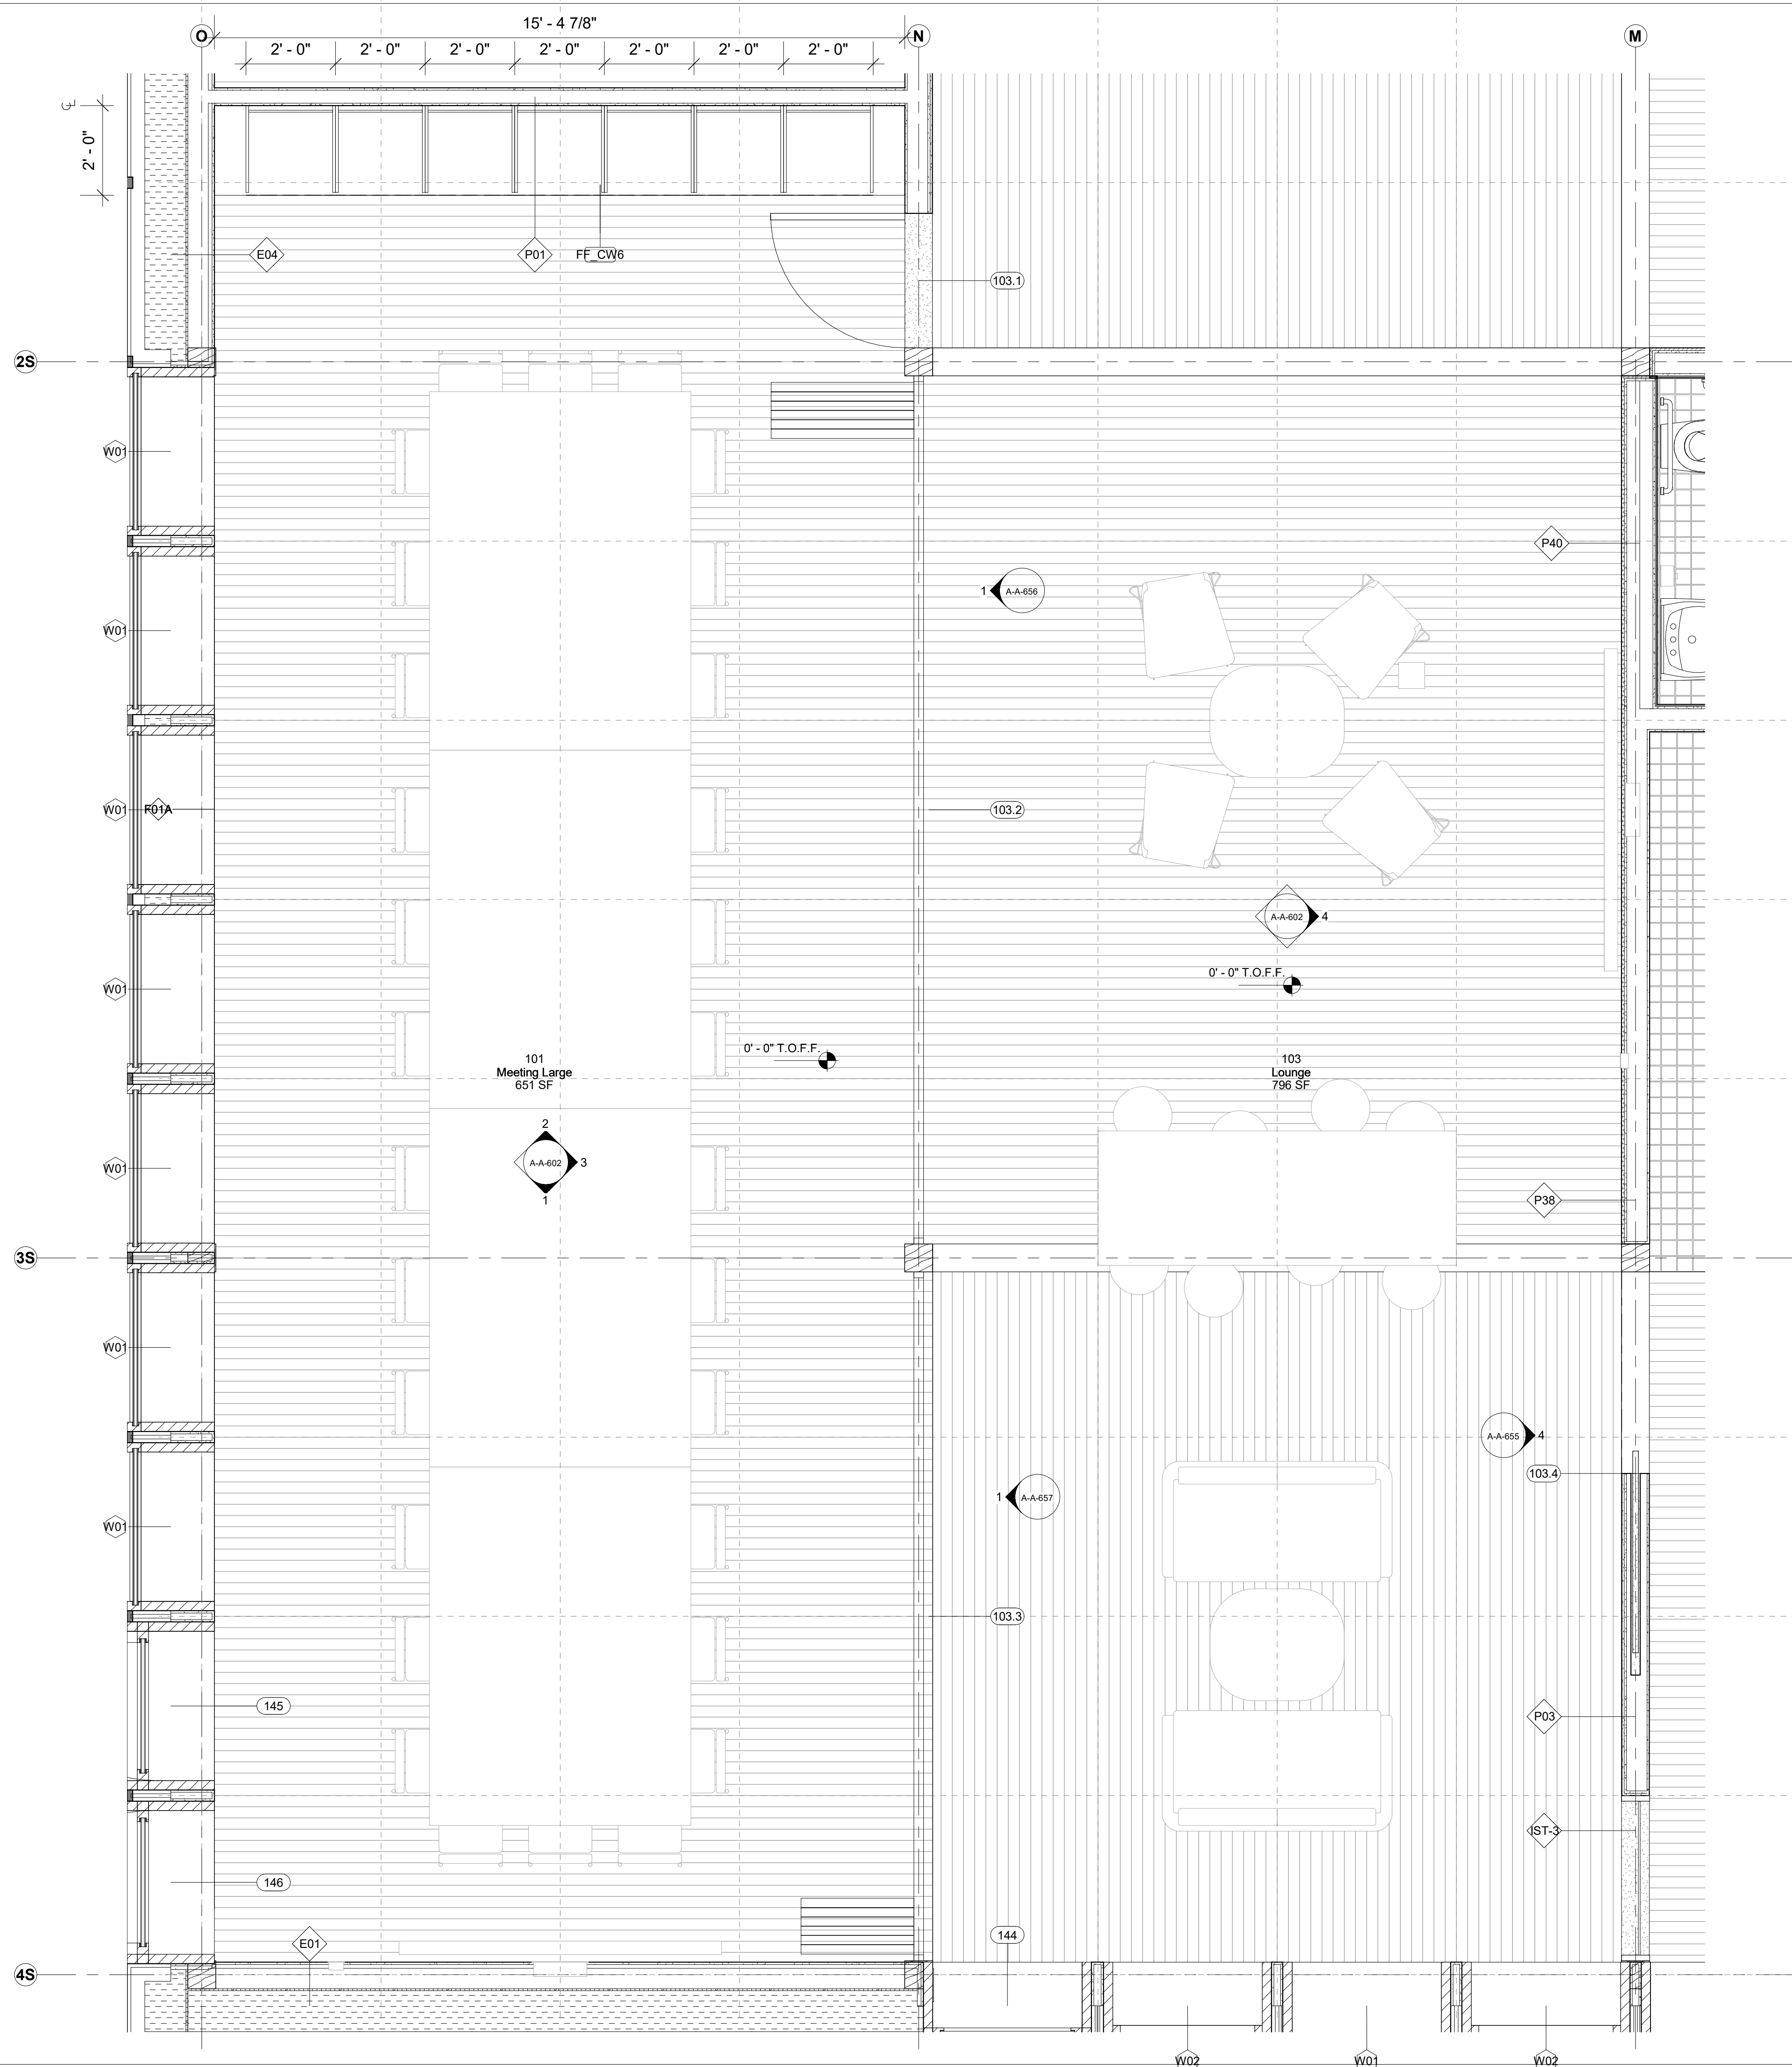 15' - 4 7/8"
O
N
M
2' - 0"
2' - 0"
2' - 0"
2' - 0"
2' - 0"
2' - 0"
2' - 0"
CL
2' - 0"
E04
P01
FF_CW6
103.1
2S
W01
P40
1
A-A-656
W01
W01
F01A
103.2
A-A-602
4
0' - 0" T.O.F.F.
W01
0' - 0" T.O.F.F.
101
Meeting Large
651 SF
103
Lounge
796 SF
2
A-A-602
3
1
W01
P38
3S
W01
A-A-655
4
103.4
1
A-A-657
W01
103.3
145
P03
IST-3
146
144
E01
4S
W02
W01
W02